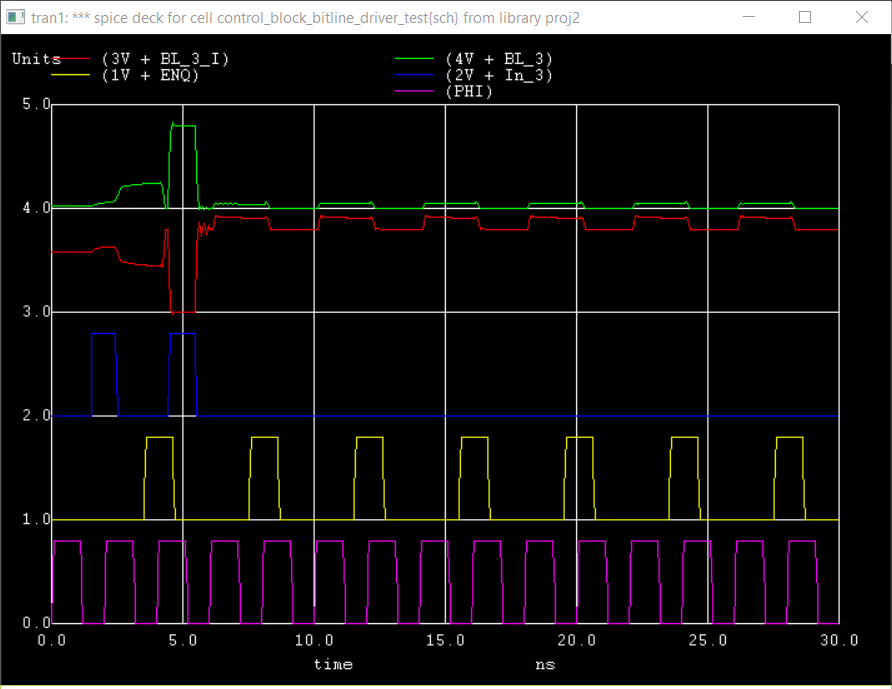 tran1: *** spice deck for cell control_block_bitline_driver_test{sch} from library proj2
Units (3V + BL_3_I) (4V + BL_3)
(1V + ENQ) (2V + In_3)
(PHI)
5.0
4.0
3.0
2.0
1.0
0.0
0.0 5.0 10.0 15.0 20.0 25.0 30.0
time ns